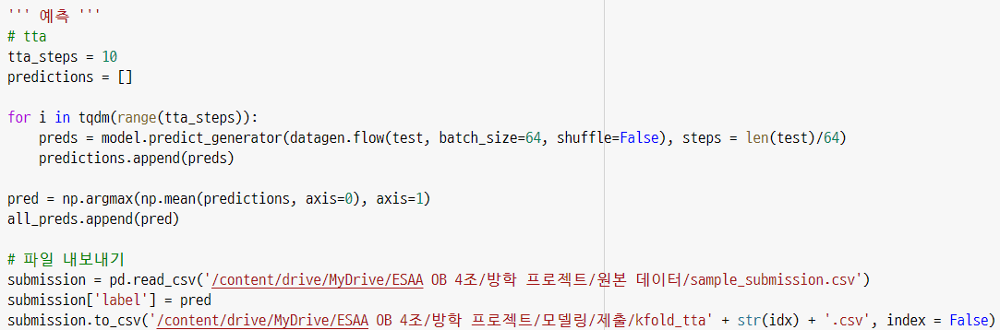 ''' 예측 '''
# tta
tta_steps = 10
predictions = []
for i in tqdm(range(tta_steps)):
    preds = model.predict_generator(datagen.flow(test, batch_size=64, shuffle=False), steps = len(test)/64)
    predictions.append(preds)
pred = np.argmax(np.mean(predictions, axis=0), axis=1)
all_preds.append(pred)
# 파일 내보내기
submission = pd.read_csv('/content/drive/MyDrive/ESAA OB 4조/방학 프로젝트/원본 데이터/sample_submission.csv')
submission['label'] = pred
submission.to_csv('/content/drive/MyDrive/ESAA OB 4조/방학 프로젝트/모델링/제출/kfold_tta' + str(idx) + '.csv', index = False)